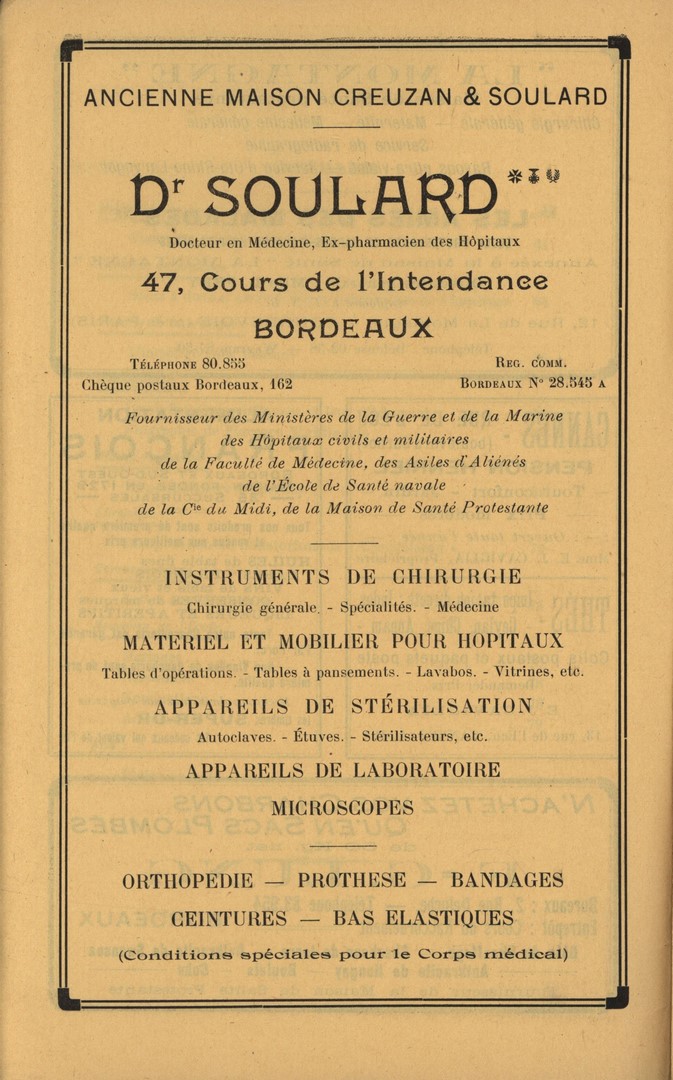 ANCIENNE MAISON CREUZAN & SOULARD
Dr SOULARD
Docteur en Médecine, Ex-pharmacien des Hôpitaux
47, Cours de l'Intendance
BORDEAUX
TÉLÉPHONE 80.855
REG. COMM.
Chèque postaux Bordeaux, 162
BORDEAUX No 28.545 A
Fournisseur des Ministères de la Guerre et de la Marine
des Hôpitaux civils et militaires
de la Faculté de Médecine, des Asiles d'Aliénés
de l'École de Santé navale
de la Cie du Midi, de la Maison de Santé Protestante
INSTRUMENTS DE CHIRURGIE
Chirurgie générale. - Spécialités. - Médecine
MATERIEL ET MOBILIER POUR HOPITAUX
Tables d'opérations. - Tables à pansements. - Lavabos. - Vitrines, etc.
APPAREILS DE STÉRILISATION
Autoclaves. - Étuves. - Stérilisateurs, etc.
APPAREILS DE LABORATOIRE
MICROSCOPES
ORTHOPEDIE — PROTHESE — BANDAGES
CEINTURES — BAS ELASTIQUES
(Conditions spéciales pour le Corps médical)